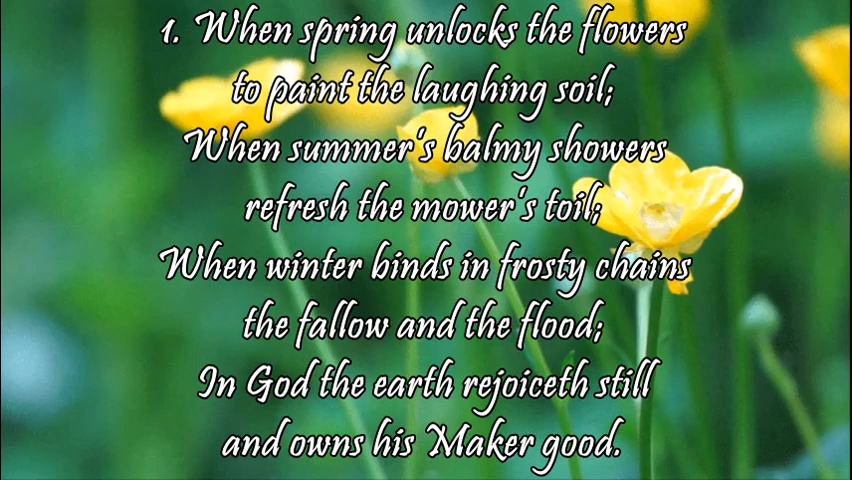 1. When spring unlocks the flowers
to paint the laughing soil;
When summer's balmy showers
refresh the mower's toil;
When winter binds in frosty chains
the fallow and the flood;
In God the earth rejoiceth still
and owns his Maker good.